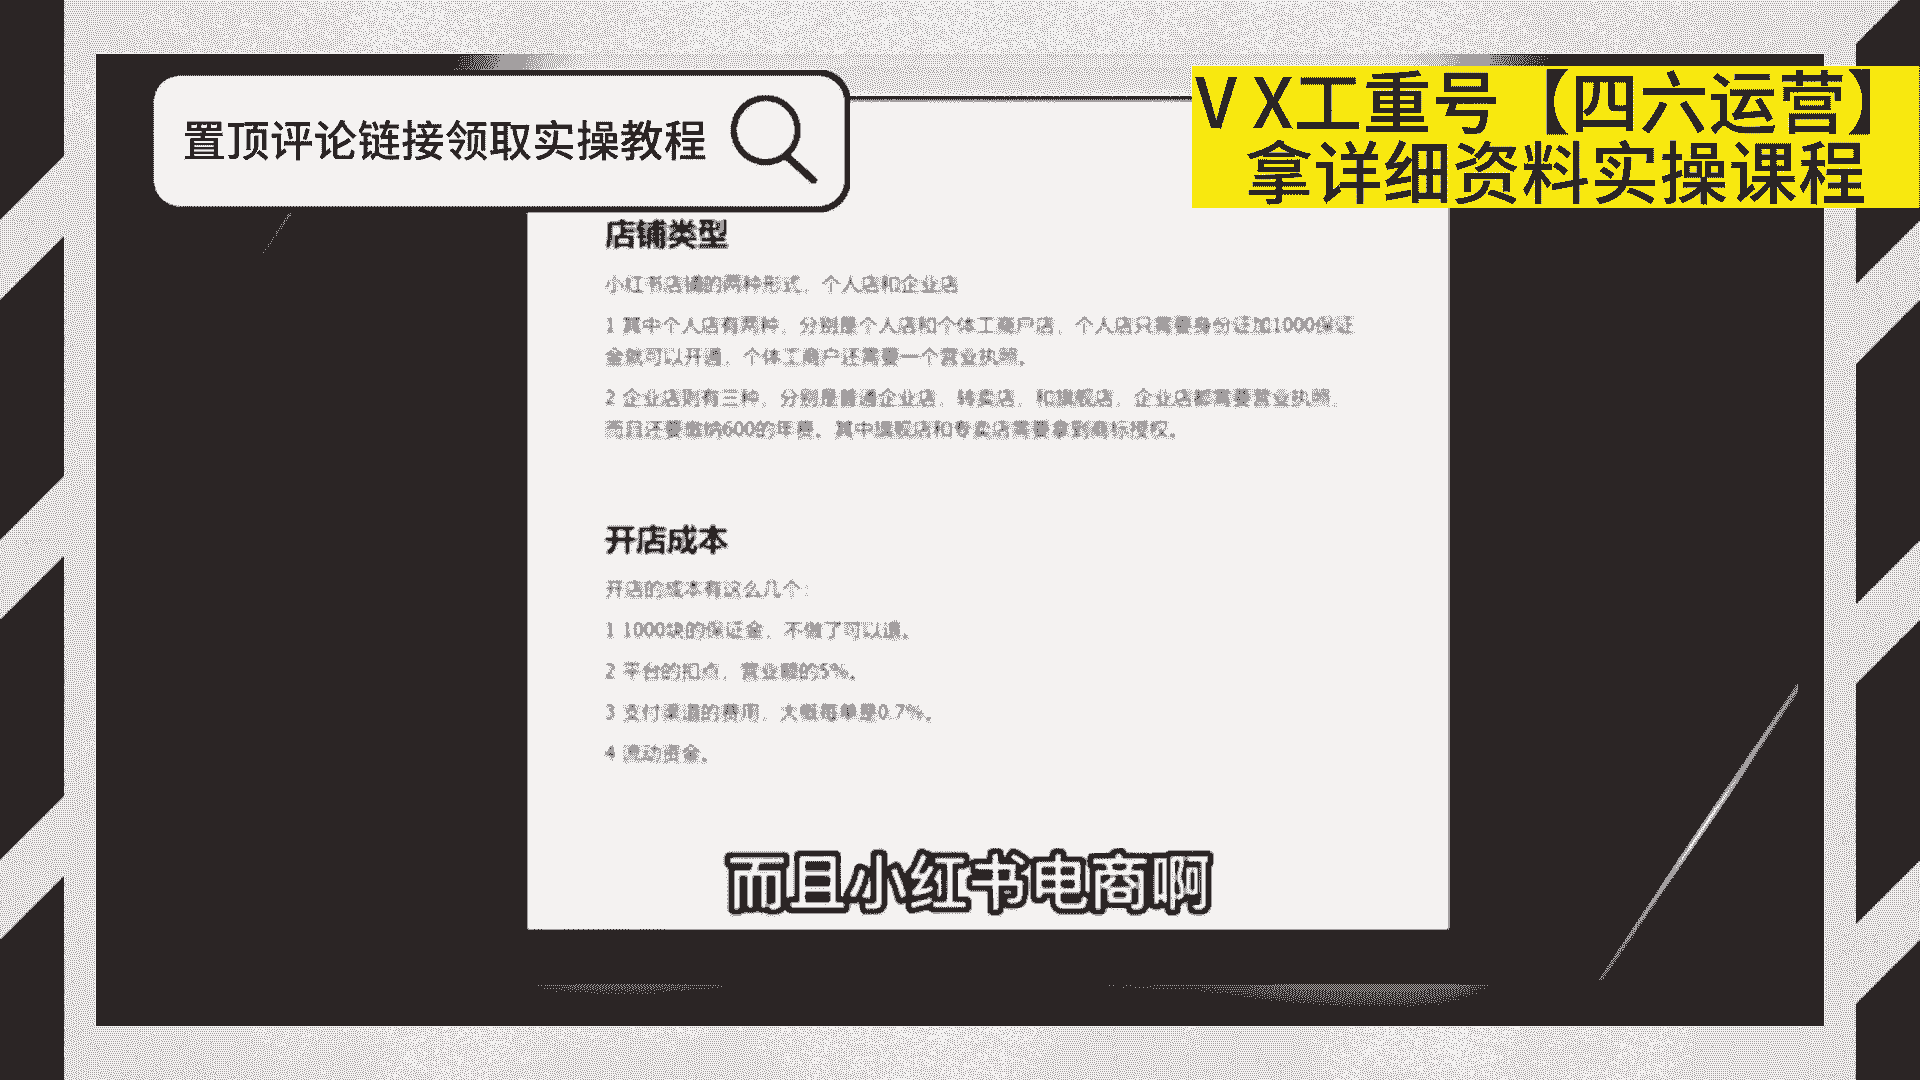 置顶评论链接领取实操教程
V X工重号【四六运营】
拿详细资料实操课程
店铺类型
小红书店铺的两种形式，个人店和企业店
1 其中个人店有两种，分别是个人店和个体工商户店，个人店只需要身份证加1000保证
金就可以开通，个体工商户还需要一个营业执照。
2 企业店则有三种，分别是普通企业店，转卖店，和旗舰店，企业店都需要营业执照，
而且还要缴纳600的年费，其中旗舰店和专卖店需要拿到商标授权。
开店成本
开店的成本有这么几个：
1 1000块的保证金，不做了可以退。
2 平台的扣点，营业额的5%。
3 支付渠道的费用，大概每单是0.7%。
4 流动资金。
而且小红书电商啊